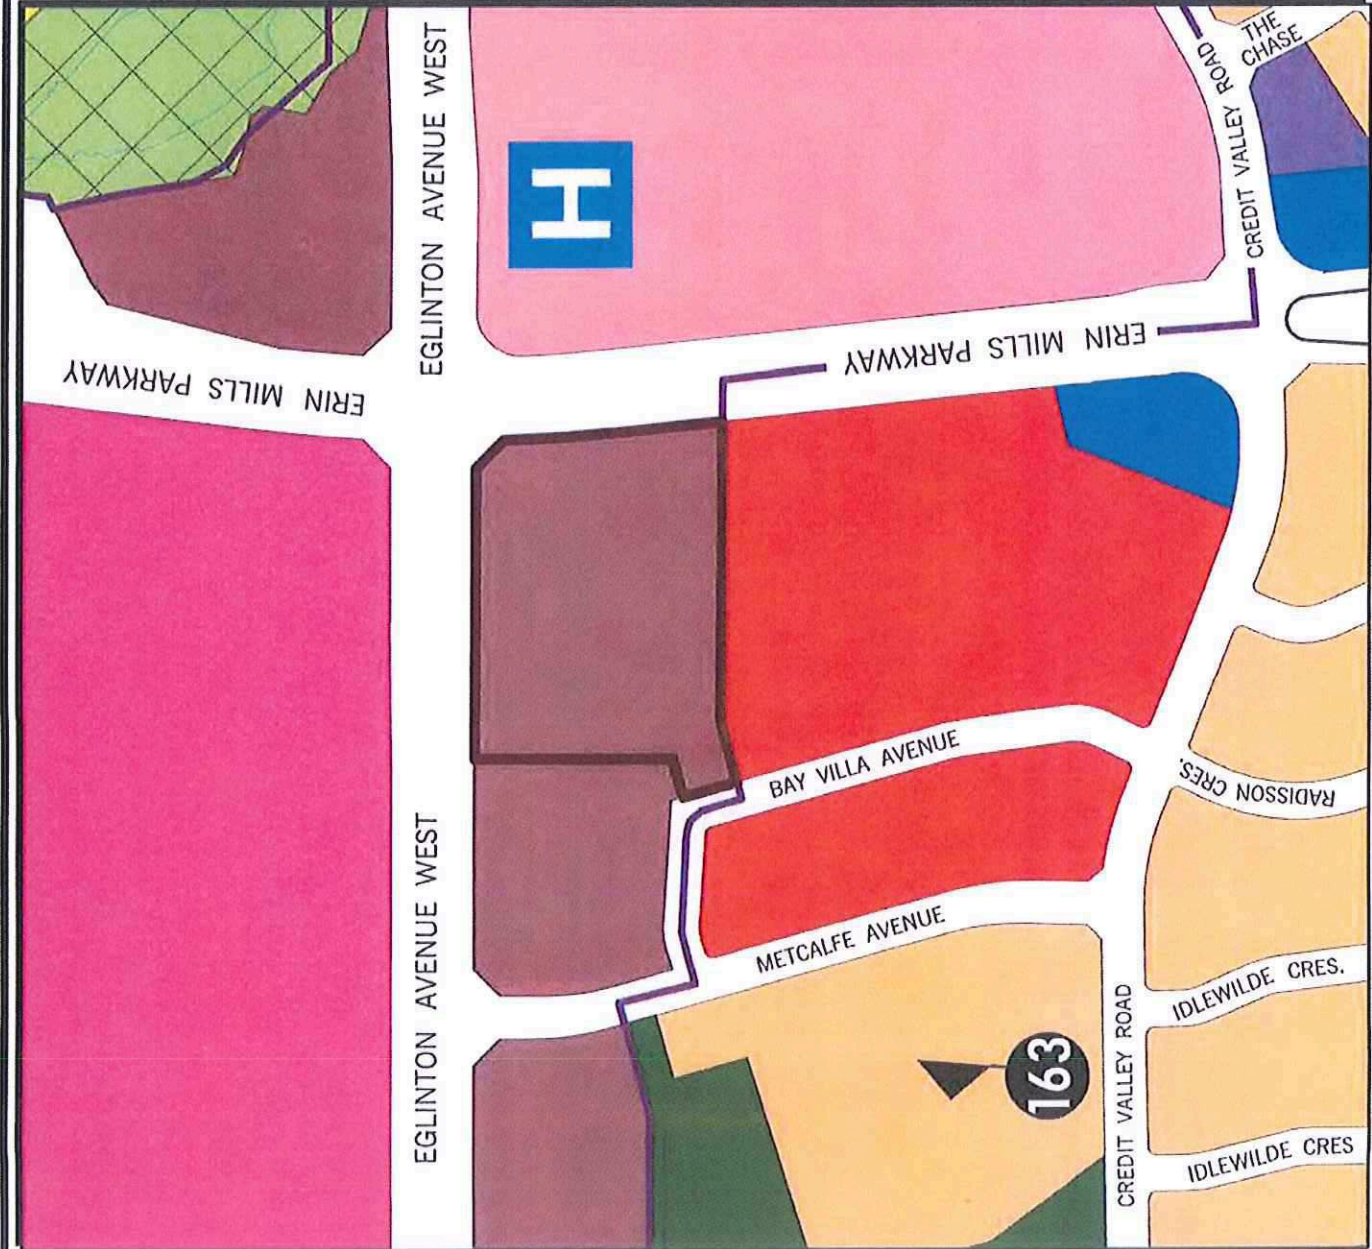 THE
CHASE
CREDIT VALLEY ROAD
EGLINTON AVENUE WEST
H
ERIN MILLS PARKWAY
ERIN MILLS PARKWAY
BAY VILLA AVENUE
RADISSON CRES.
EGLINTON AVENUE WEST
METCALFE AVENUE
IDLEWILDE CRES.
163
CREDIT VALLEY ROAD
IDLEWILDE CRES